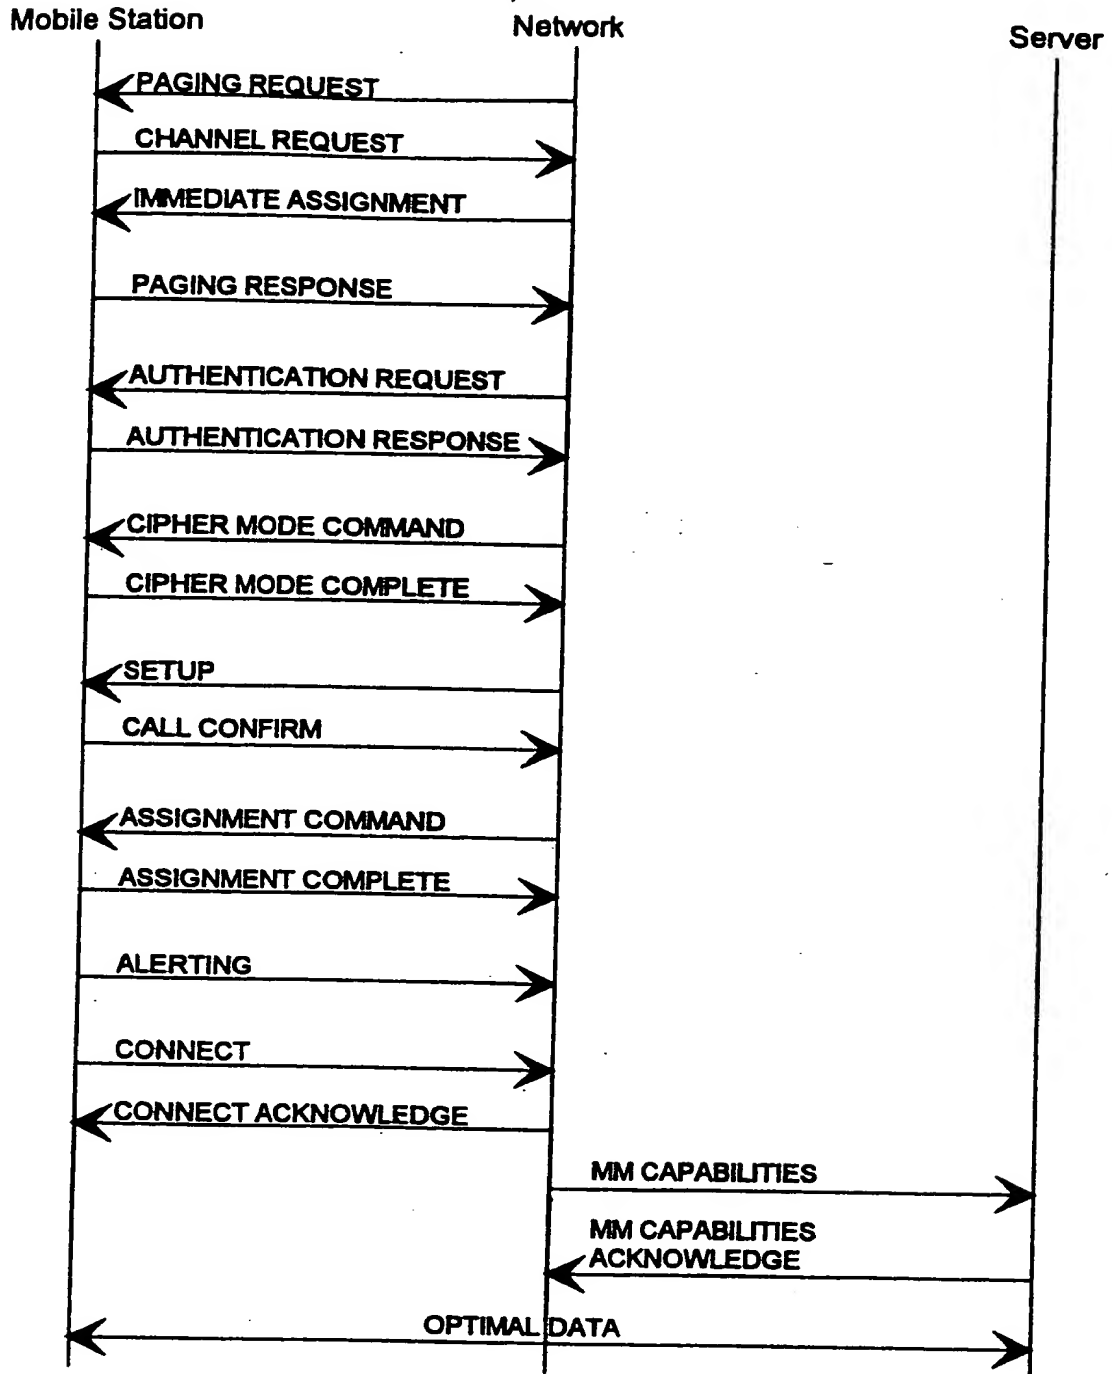 Mobile Station
Network
Server
PAGING REQUEST
CHANNEL REQUEST
IMMEDIATE ASSIGNMENT
PAGING RESPONSE
AUTHENTICATION REQUEST
AUTHENTICATION RESPONSE
CIPHER MODE COMMAND
CIPHER MODE COMPLETE
SETUP
CALL CONFIRM
ASSIGNMENT COMMAND
ASSIGNMENT COMPLETE
ALERTING
CONNECT
CONNECT ACKNOWLEDGE
MM CAPABILITIES
MM CAPABILITIES
ACKNOWLEDGE
OPTIMAL DATA